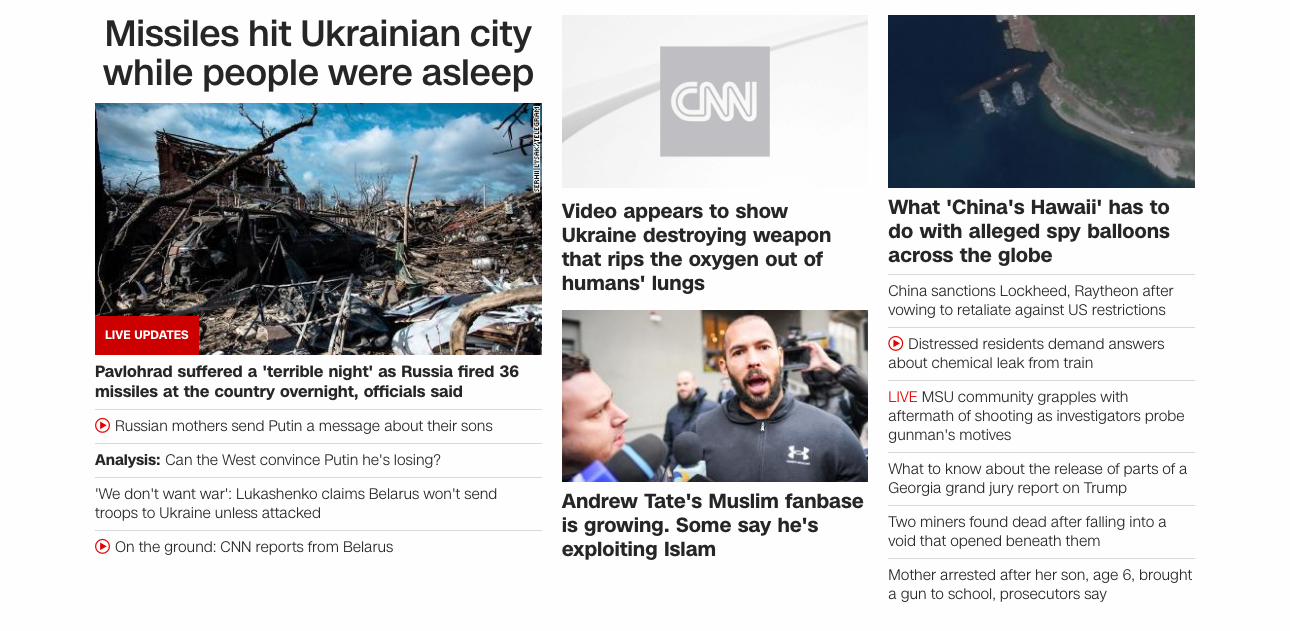 Missiles hit Ukrainian city
while people were asleep
SERHII LYSAK/TELEGRAM
LIVE UPDATES
Pavlohrad suffered a 'terrible night' as Russia fired 36
missiles at the country overnight, officials said
Russian mothers send Putin a message about their sons
Analysis: Can the West convince Putin he's losing?
'We don't want war': Lukashenko claims Belarus won't send
troops to Ukraine unless attacked
On the ground: CNN reports from Belarus
CNN
Video appears to show
Ukraine destroying weapon
that rips the oxygen out of
humans' lungs
Andrew Tate's Muslim fanbase
is growing. Some say he's
exploiting Islam
What 'China's Hawaii' has to
do with alleged spy balloons
across the globe
China sanctions Lockheed, Raytheon after
vowing to retaliate against US restrictions
Distressed residents demand answers
about chemical leak from train
LIVE MSU community grapples with
aftermath of shooting as investigators probe
gunman's motives
What to know about the release of parts of a
Georgia grand jury report on Trump
Two miners found dead after falling into a
void that opened beneath them
Mother arrested after her son, age 6, brought
a gun to school, prosecutors say